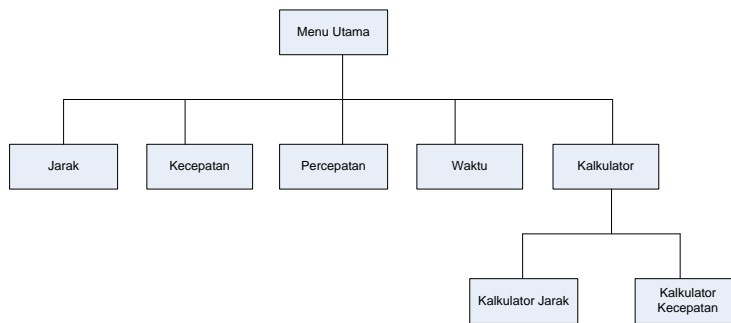 Menu Utama
Jarak
Kecepatan
Percepatan
Waktu
Kalkulator
Kalkulator Jarak
Kalkulator
Kecepatan